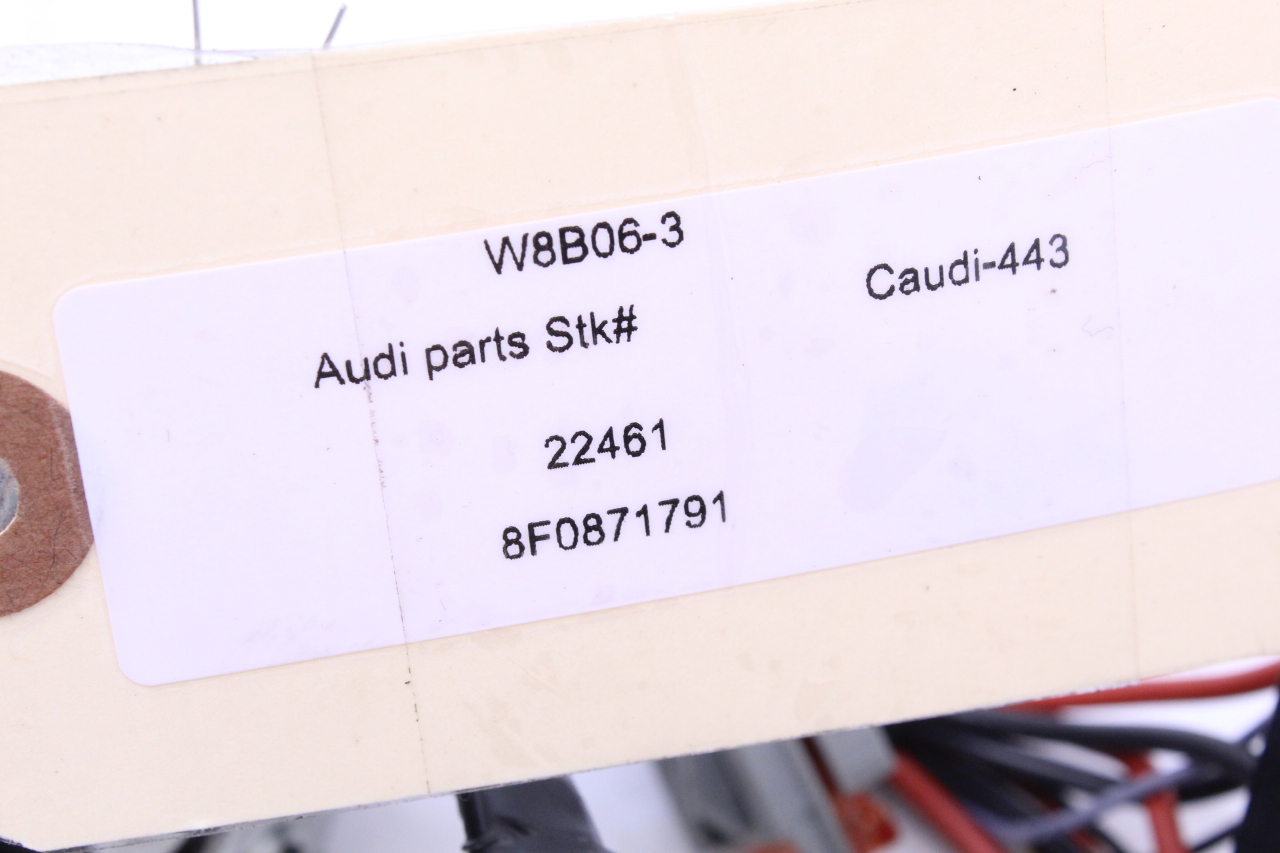 W8B06-3
Caudi-443
Audi parts Stk#
22461
8F0871791